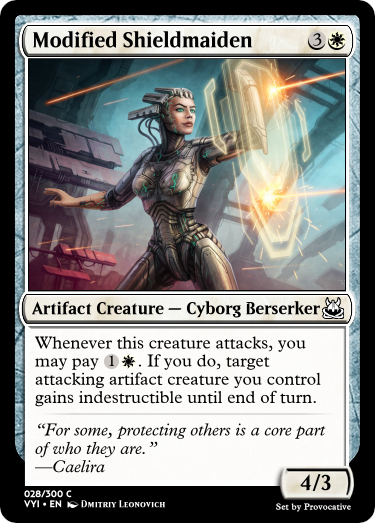 Modified Shieldmaiden 3
Artifact Creature — Cyborg Berserker
Whenever this creature attacks, you
may pay 1 . If you do, target
attacking artifact creature you control
gains indestructible until end of turn.
“For some, protecting others is a core part
of who they are.”
—Caelira
4/3
028/300 C
VYI • EN Dmitriy Leonovich
Set by Provocative